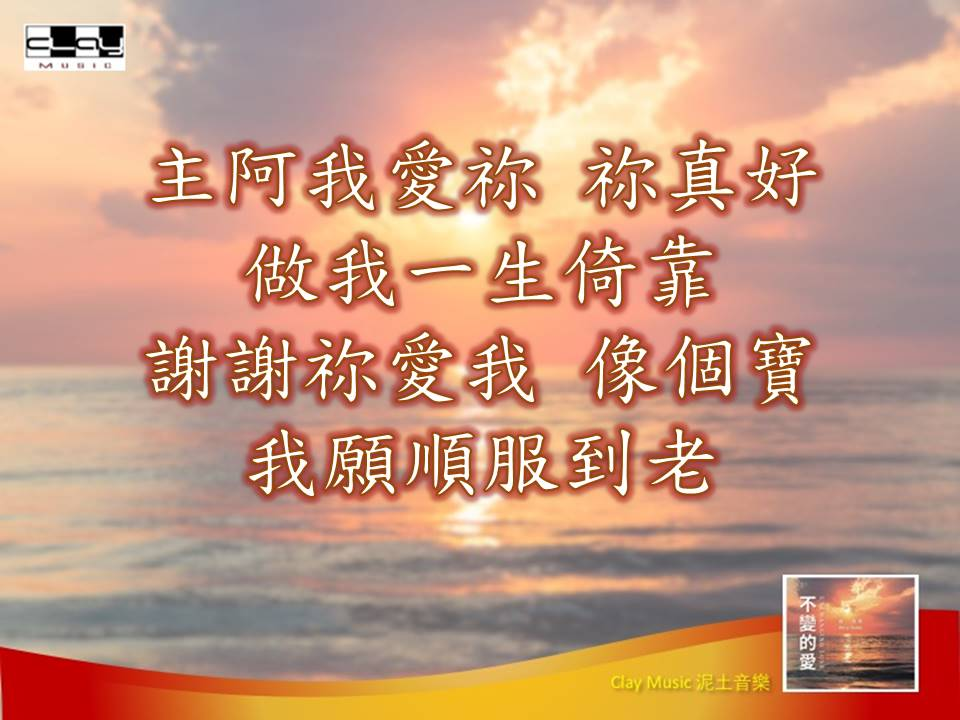 CLAY
MUSIC
主阿我愛祢 祢真好
做我一生倚靠
謝謝祢愛我 像個寶
我願順服到老
不變的愛
Clay Music 泥土音樂